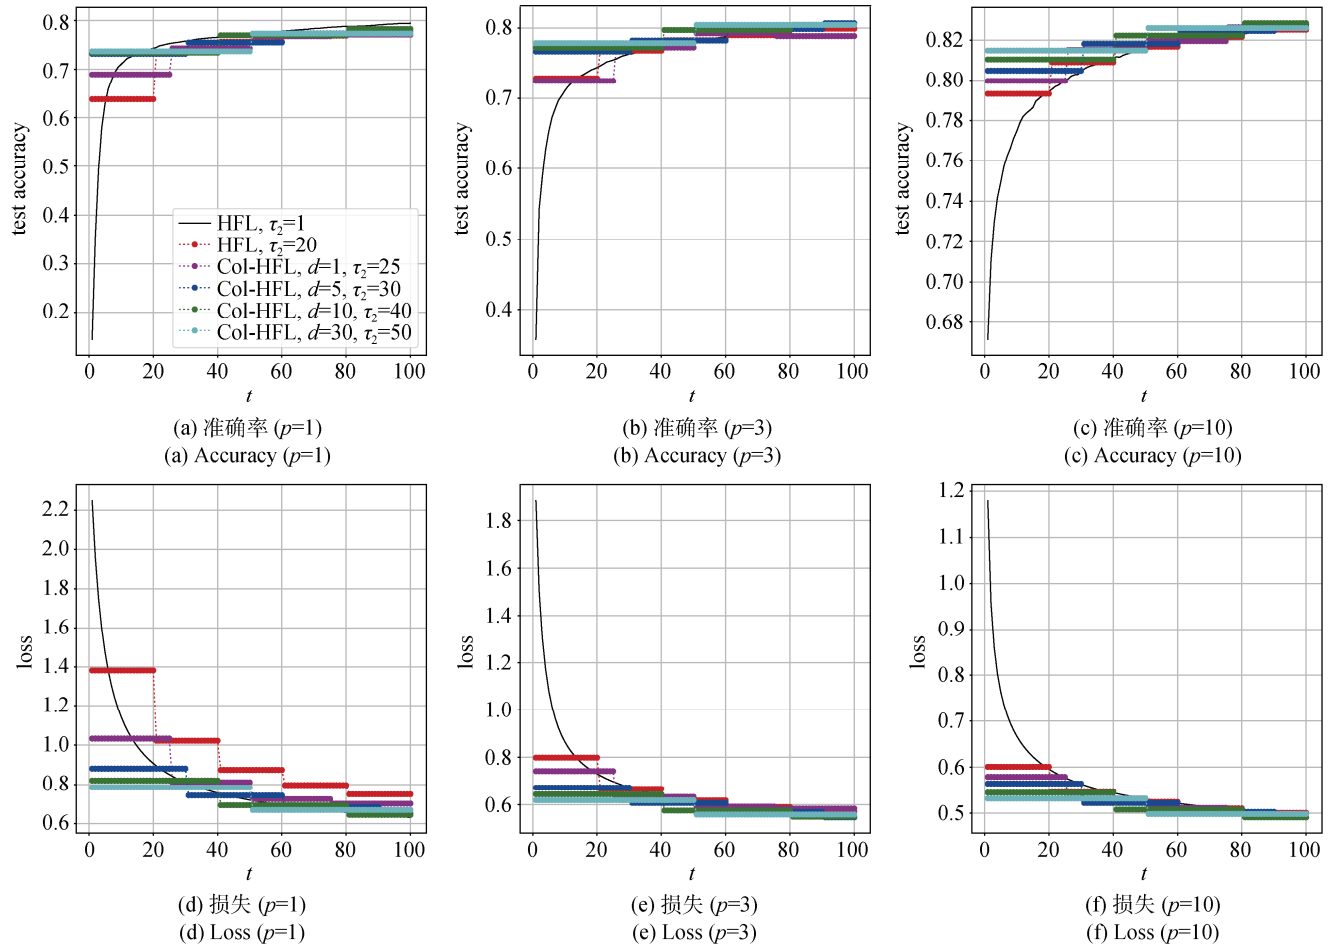 0.8
0.7
0.6
0.5
0.4
0.3
0.2
test accuracy
HFL, τ₂=1
HFL, τ₂=20
Col-HFL, d=1, τ₂=25
Col-HFL, d=5, τ₂=30
Col-HFL, d=10, τ₂=40
Col-HFL, d=30, τ₂=50
0 20 40 60 80 100
t
(a) 准确率 (p=1)
(a) Accuracy (p=1)
0.8
0.7
0.6
0.5
0.4
test accuracy
0 20 40 60 80 100
t
(b) 准确率 (p=3)
(b) Accuracy (p=3)
0.82
0.80
0.78
0.76
0.74
0.72
0.70
0.68
test accuracy
0 20 40 60 80 100
t
(c) 准确率 (p=10)
(c) Accuracy (p=10)
2.2
2.0
1.8
1.6
1.4
1.2
1.0
0.8
0.6
loss
0 20 40 60 80 100
t
(d) 损失 (p=1)
(d) Loss (p=1)
1.8
1.6
1.4
1.2
1.0
0.8
0.6
loss
0 20 40 60 80 100
t
(e) 损失 (p=3)
(e) Loss (p=3)
1.2
1.1
1.0
0.9
0.8
0.7
0.6
0.5
loss
0 20 40 60 80 100
t
(f) 损失 (p=10)
(f) Loss (p=10)